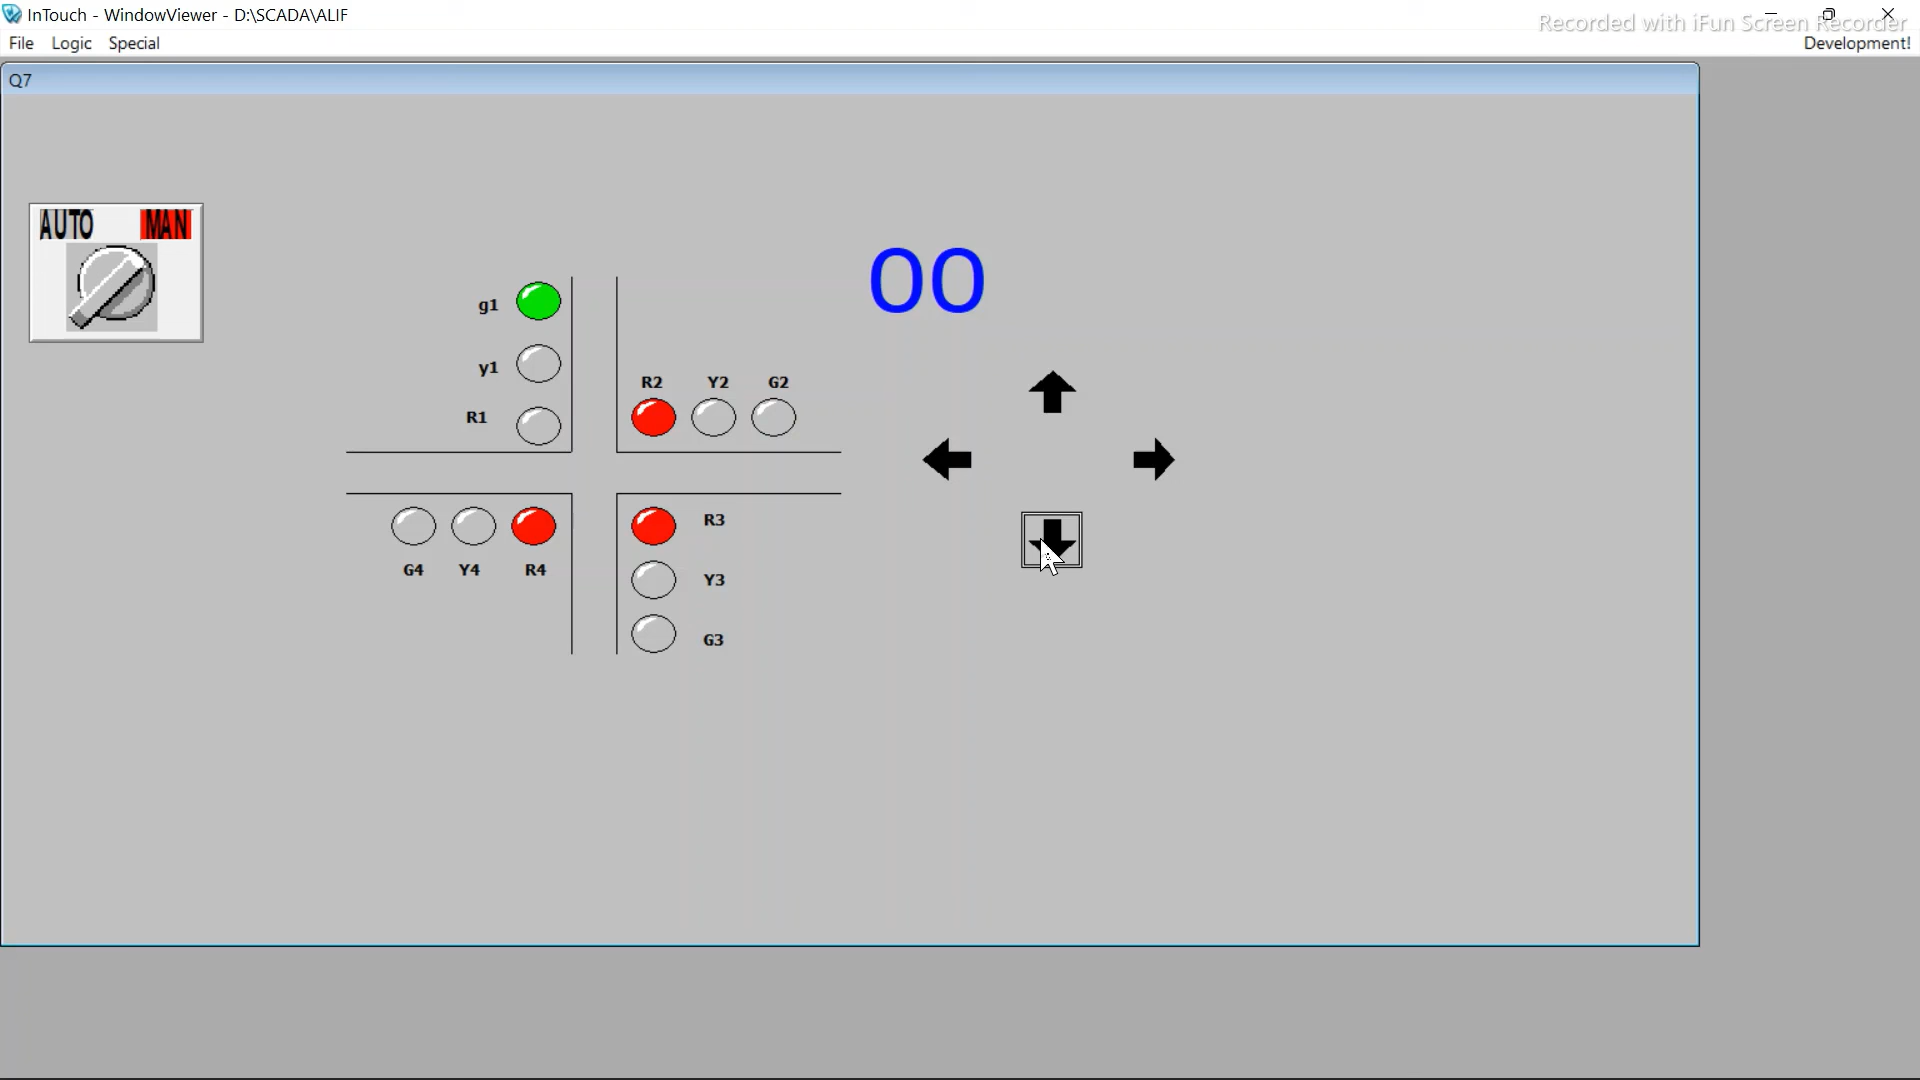 InTouch - WindowViewer - D:\SCADA\ALIF
Recorded with iFun Screen Recorder
File Logic Special
Development!
Q7
AUTO MAN
00
g1
y1
R1
R2 Y2 G2
R3
Y3
G3
G4 Y4 R4